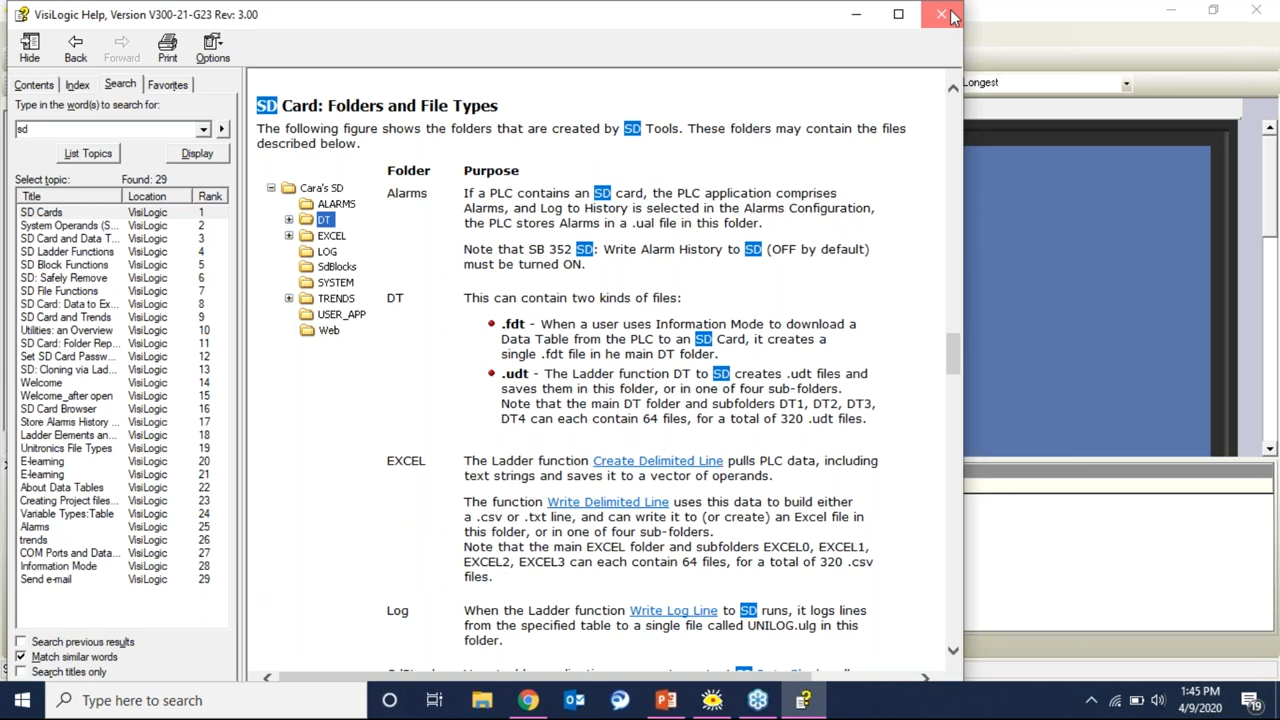 VisiLogic Help, Version V300-21-G23 Rev: 3.00
Hide
Back
Forward
Print
Options
Contents
Index
Search
Favorites
Type in the word(s) to search for:
sd
List Topics
Display
Select topic:
Found: 29
Title
Location
Rank
SD Cards VisiLogic 1
System Operands (S... VisiLogic 2
SD Card and Data T... VisiLogic 3
SD Ladder Functions VisiLogic 4
SD Block Functions VisiLogic 5
SD: Safely Remove VisiLogic 6
SD File Functions VisiLogic 7
SD Card: Data to Ex... VisiLogic 8
SD Card and Trends VisiLogic 9
Utilities: an Overview VisiLogic 10
SD Card: Folder Rep... VisiLogic 11
Set SD Card Passw... VisiLogic 12
SD: Cloning via Lad... VisiLogic 13
Welcome VisiLogic 14
Welcome_after open VisiLogic 15
SD Card Browser VisiLogic 16
Store Alarms History ... VisiLogic 17
Ladder Elements an... VisiLogic 18
Unitronics File Types VisiLogic 19
E-learning VisiLogic 20
E-learning VisiLogic 21
About Data Tables VisiLogic 22
Creating Project files... VisiLogic 23
Variable Types:Table VisiLogic 24
Alarms VisiLogic 25
trends VisiLogic 26
COM Ports and Data... VisiLogic 27
Information Mode VisiLogic 28
Send e-mail VisiLogic 29
Search previous results
Match similar words
Search titles only
SD Card: Folders and File Types
The following figure shows the folders that are created by SD Tools. These folders may contain the files
described below.
Folder
Purpose
Cara's SD
ALARMS
DT
EXCEL
LOG
SdBlocks
SYSTEM
TRENDS
USER_APP
Web
Alarms
If a PLC contains an SD card, the PLC application comprises
Alarms, and Log to History is selected in the Alarms Configuration,
the PLC stores Alarms in a .ual file in this folder.
Note that SB 352 SD: Write Alarm History to SD (OFF by default)
must be turned ON.
DT
This can contain two kinds of files:
.fdt - When a user uses Information Mode to download a
Data Table from the PLC to an SD Card, it creates a
single .fdt file in he main DT folder.
.udt - The Ladder function DT to SD creates .udt files and
saves them in this folder, or in one of four sub-folders.
Note that the main DT folder and subfolders DT1, DT2, DT3,
DT4 can each contain 64 files, for a total of 320 .udt files.
EXCEL
The Ladder function Create Delimited Line pulls PLC data, including
text strings and saves it to a vector of operands.
The function Write Delimited Line uses this data to build either
a .csv or .txt line, and can write it to (or create) an Excel file in
this folder, or in one of four sub-folders.
Note that the main EXCEL folder and subfolders EXCEL0, EXCEL1,
EXCEL2, EXCEL3 can each contain 64 files, for a total of 320 .csv
files.
Log
When the Ladder function Write Log Line to SD runs, it logs lines
from the specified table to a single file called UNILOG.ulg in this
folder.
Longest
Type here to search
1:45 PM
4/9/2020
19